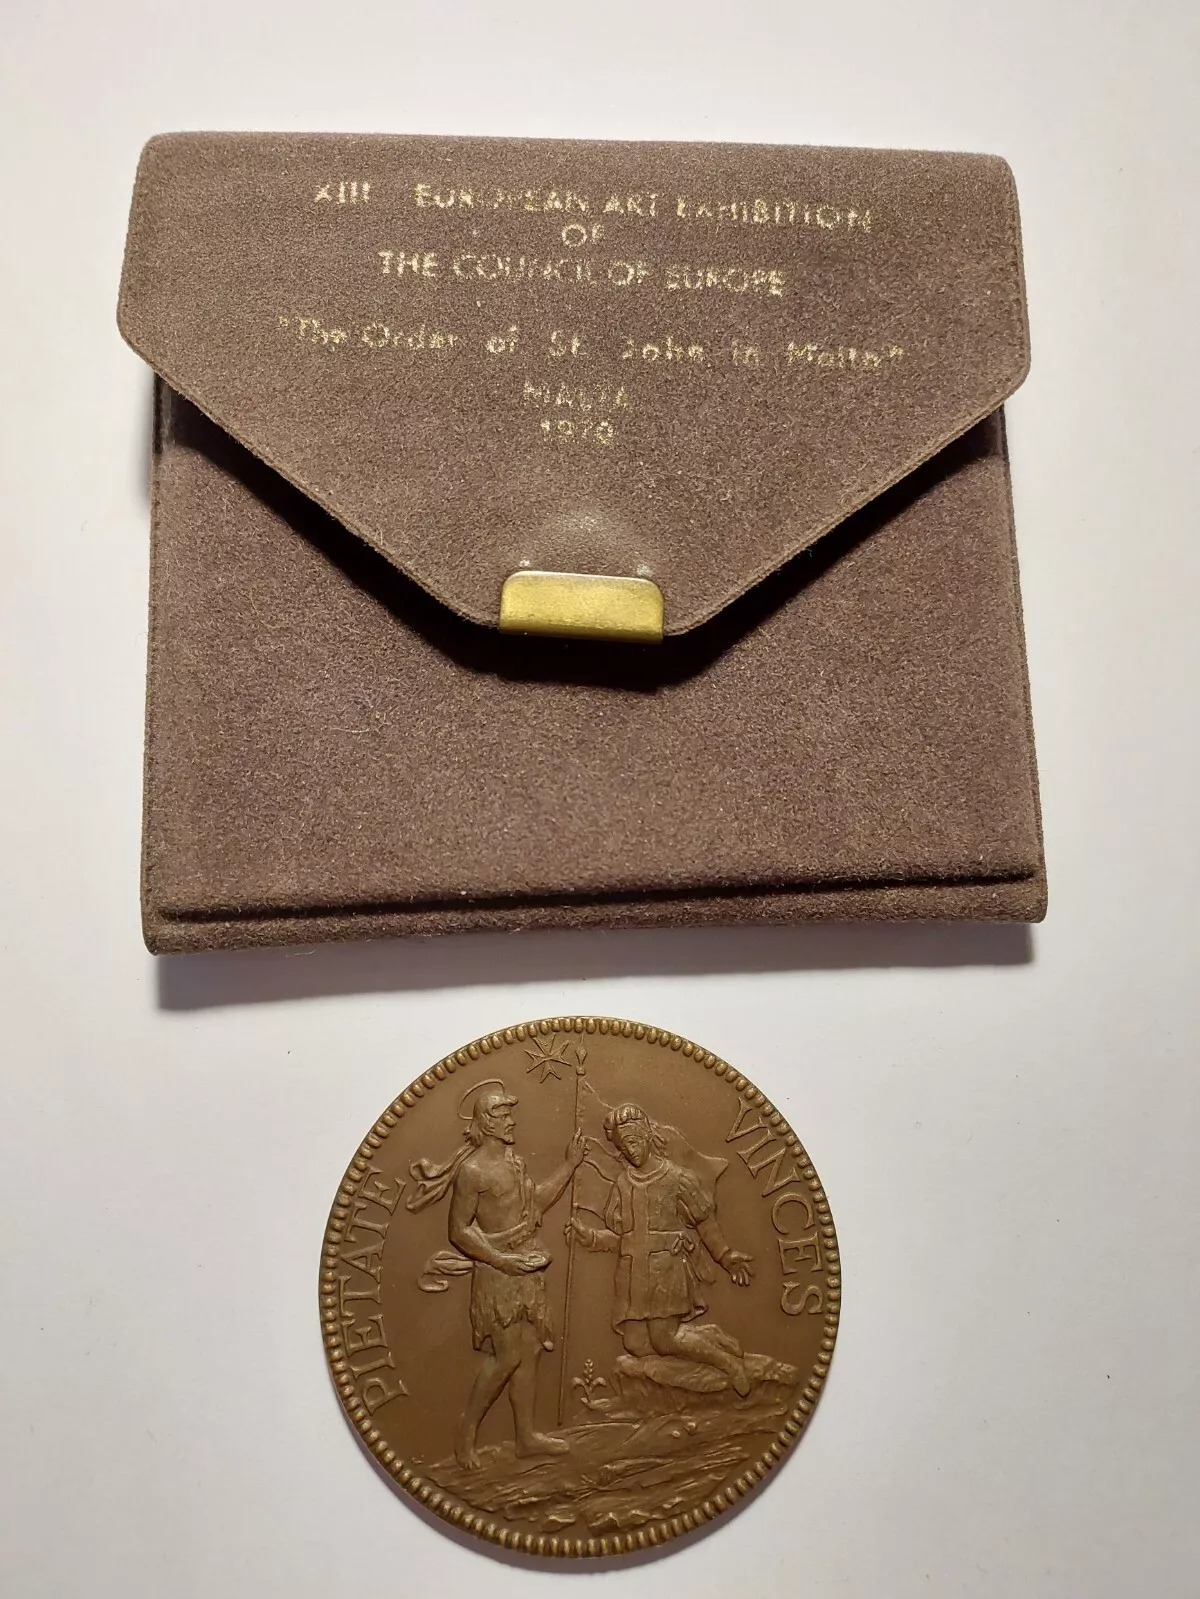 XIII EUROPEAN ART EXHIBITION
OF
THE COUNCIL OF EUROPE
"The Order of St. John in Malta"
MALTA
1970
PIETATE
VINCES